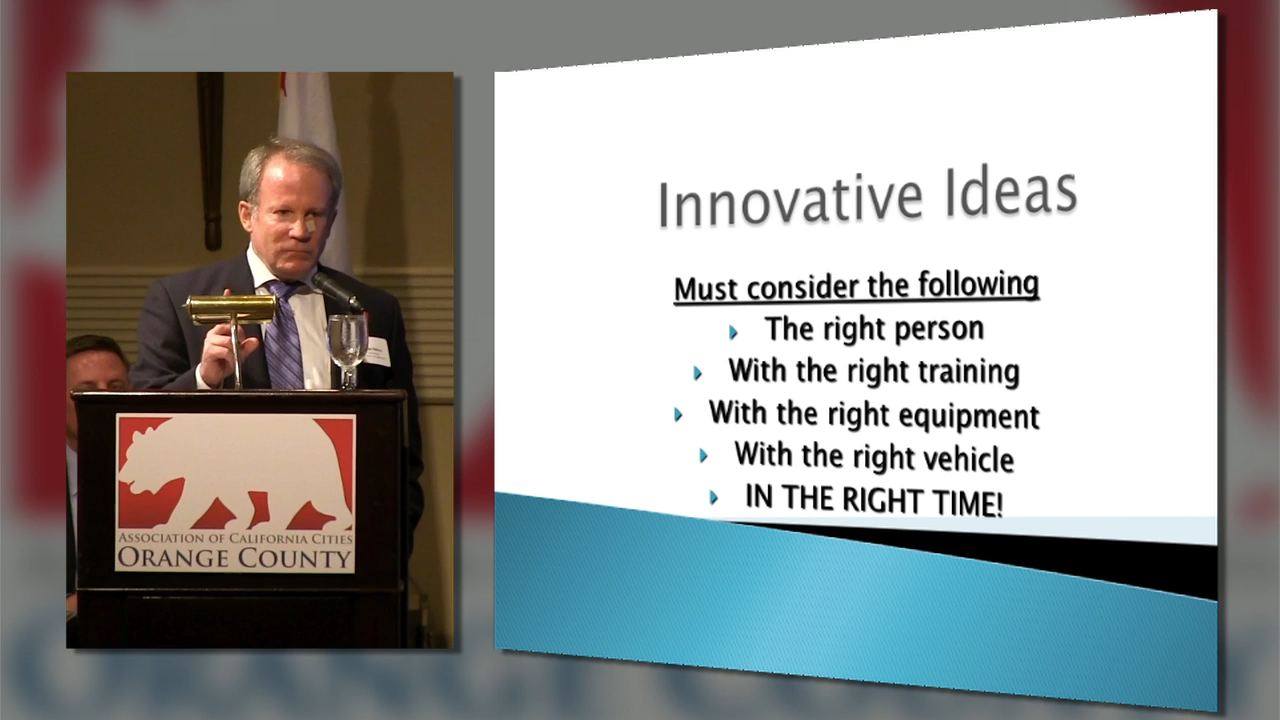 ASSOCIATION OF CALIFORNIA CITIES
ORANGE COUNTY
Innovative Ideas
Must consider the following
The right person
With the right training
With the right equipment
With the right vehicle
IN THE RIGHT TIME!